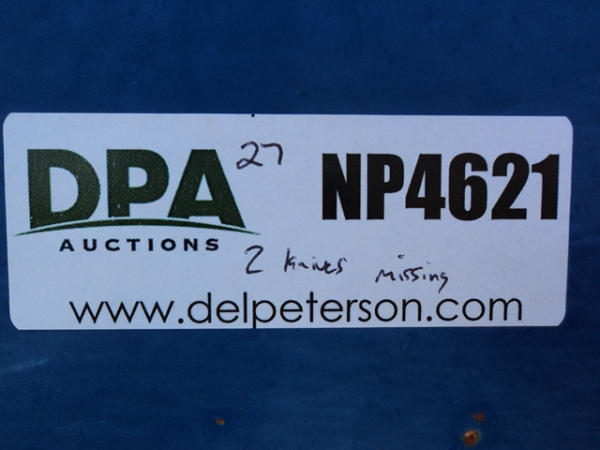 DPA
27
NP4621
AUCTIONS
2 knives missing
www.delpeterson.com